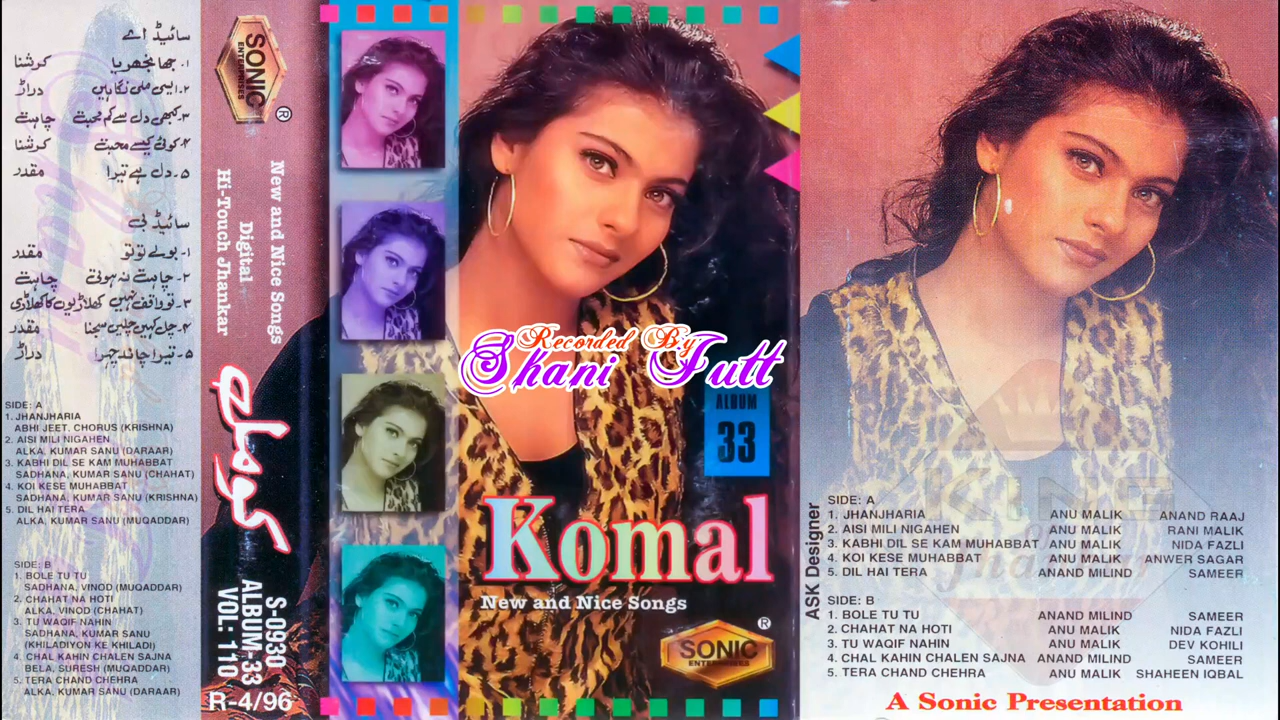 سائیڈ اے
۱. جھانجھریا کرشنا
۲. ایسی ملی نگاہیں دراڑ
۳. کبھی دل سے کم محبت چاہت
۴. کوئی کیسے محبت کرشنا
۵. دل ہے تیرا مقدر
سائیڈ بی
۱. بولے تو تو مقدر
۲. چاہت نہ ہوتی چاہت
۳. تو واقف نہیں کھلاڑیوں کا کھلاڑی
۴. چل کہیں چلیں سجنا مقدر
۵. تیرا چاند چہرا دراڑ
SIDE: A
1. JHANJHARIA
ABHI JEET, CHORUS (KRISHNA)
2. AISI MILI NIGAHEN
ALKA, KUMAR SANU (DARAAR)
3. KABHI DIL SE KAM MUHABBAT
SADHANA, KUMAR SANU (CHAHAT)
4. KOI KESE MUHABBAT
SADHANA, KUMAR SANU (KRISHNA)
5. DIL HAI TERA
ALKA, KUMAR SANU (MUQADDAR)
SIDE: B
1. BOLE TU TU
SADHANA, VINOD (MUQADDAR)
2. CHAHAT NA HOTI
ALKA, VINOD (CHAHAT)
3. TU WAQIF NAHIN
SADHANA, KUMAR SANU
(KHILADIYON KE KHILADI)
4. CHAL KAHIN CHALEN SAJNA
BELA, SURESH (MUQADDAR)
5. TERA CHAND CHEHRA
ALKA, KUMAR SANU (DARAAR)
SONIC
ENTERPRISES
®
New and Nice Songs
Digital
Hi-Touch Jhankar
کومل
S-0930
ALBUM-33
VOL: 110
R-4/96
Recorded By
Shani Jutt
ALBUM
33
Komal
New and Nice Songs
SONIC
ENTERPRISES
®
ASK Designer
SIDE: A
1. JHANJHARIA ANU MALIK ANAND RAAJ
2. AISI MILI NIGAHEN ANU MALIK RANI MALIK
3. KABHI DIL SE KAM MUHABBAT ANU MALIK NIDA FAZLI
4. KOI KESE MUHABBAT ANU MALIK ANWER SAGAR
5. DIL HAI TERA ANAND MILIND SAMEER
SIDE: B
1. BOLE TU TU ANAND MILIND SAMEER
2. CHAHAT NA HOTI ANU MALIK NIDA FAZLI
3. TU WAQIF NAHIN ANU MALIK DEV KOHILI
4. CHAL KAHIN CHALEN SAJNA ANAND MILIND SAMEER
5. TERA CHAND CHEHRA ANU MALIK SHAHEEN IQBAL
A Sonic Presentation
KING